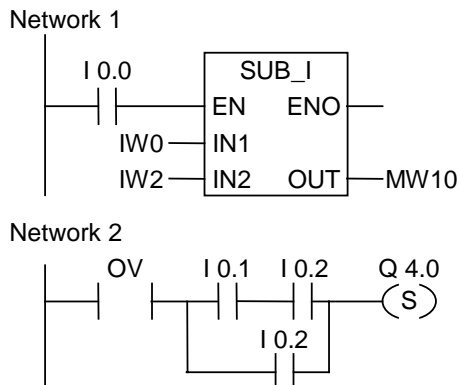 Network 1
I 0.0
SUB_I
EN ENO
IW0 IN1
IW2 IN2 OUT MW10
Network 2
OV I 0.1 I 0.2 Q 4.0
S
I 0.2